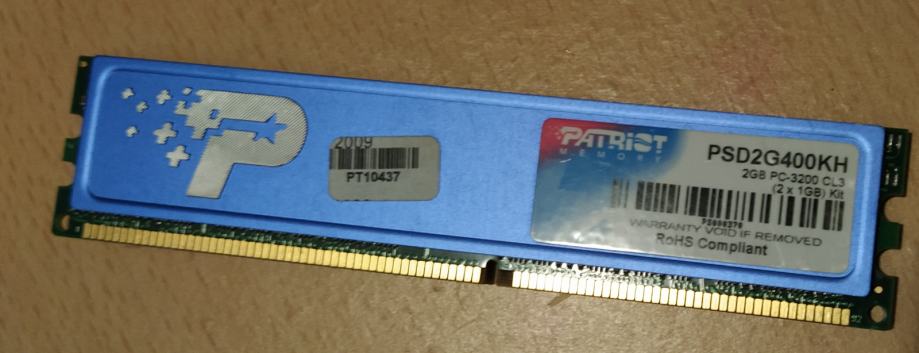 2009
PT10437
PATRIOT
MEMORY
PSD2G400KH
2GB PC-3200 CL3
(2 x 1GB) Kit
WARRANTY VOID IF REMOVED
RoHS Compliant